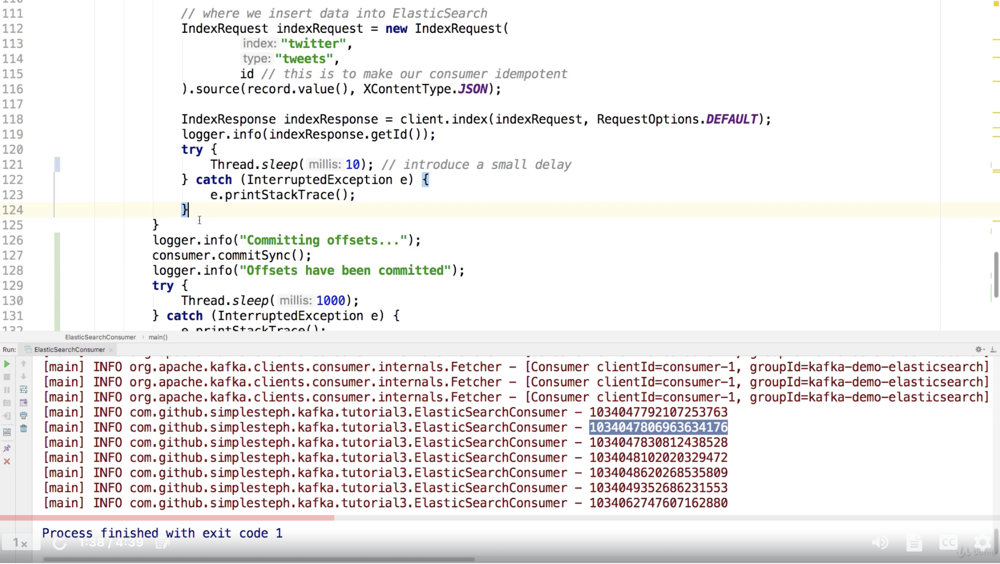 111 // where we insert data into ElasticSearch
112 IndexRequest indexRequest = new IndexRequest(
113 index: "twitter",
114 type: "tweets",
115 id // this is to make our consumer idempotent
116 ).source(record.value(), XContentType.JSON);
117
118 IndexResponse indexResponse = client.index(indexRequest, RequestOptions.DEFAULT);
119 logger.info(indexResponse.getId());
120 try {
121 Thread.sleep( millis: 10); // introduce a small delay
122 } catch (InterruptedException e) {
123 e.printStackTrace();
124 }
125 }
126 logger.info("Committing offsets...");
127 consumer.commitSync();
128 logger.info("Offsets have been committed");
129 try {
130 Thread.sleep( millis: 1000);
131 } catch (InterruptedException e) {
132 e.printStackTrace();
ElasticSearchConsumer › main()
Run: ElasticSearchConsumer ×
[main] INFO org.apache.kafka.clients.consumer.internals.Fetcher - [Consumer clientId=consumer-1, groupId=kafka-demo-elasticsearch]
[main] INFO org.apache.kafka.clients.consumer.internals.Fetcher - [Consumer clientId=consumer-1, groupId=kafka-demo-elasticsearch]
[main] INFO org.apache.kafka.clients.consumer.internals.Fetcher - [Consumer clientId=consumer-1, groupId=kafka-demo-elasticsearch]
[main] INFO com.github.simplesteph.kafka.tutorial3.ElasticSearchConsumer - 1034047792107253763
[main] INFO com.github.simplesteph.kafka.tutorial3.ElasticSearchConsumer - 1034047806963634176
[main] INFO com.github.simplesteph.kafka.tutorial3.ElasticSearchConsumer - 1034047830812438528
[main] INFO com.github.simplesteph.kafka.tutorial3.ElasticSearchConsumer - 1034048102020329472
[main] INFO com.github.simplesteph.kafka.tutorial3.ElasticSearchConsumer - 1034048620268535809
[main] INFO com.github.simplesteph.kafka.tutorial3.ElasticSearchConsumer - 1034049352686231553
[main] INFO com.github.simplesteph.kafka.tutorial3.ElasticSearchConsumer - 1034062747607162880
Process finished with exit code 1
1x 1:38 / 4:39 CC
Udemy